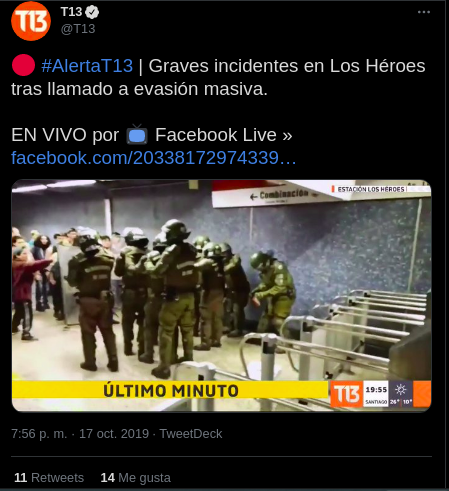 T13
T13
@T13
#AlertaT13 | Graves incidentes en Los Héroes
tras llamado a evasión masiva.
EN VIVO por 📺 Facebook Live »
facebook.com/20338172974339…
ESTACIÓN LOS HÉROES
← Combinación
ÚLTIMO MINUTO
T13
19:55
SANTIAGO
26° 10°
7:56 p. m. · 17 oct. 2019 · TweetDeck
11 Retweets 14 Me gusta